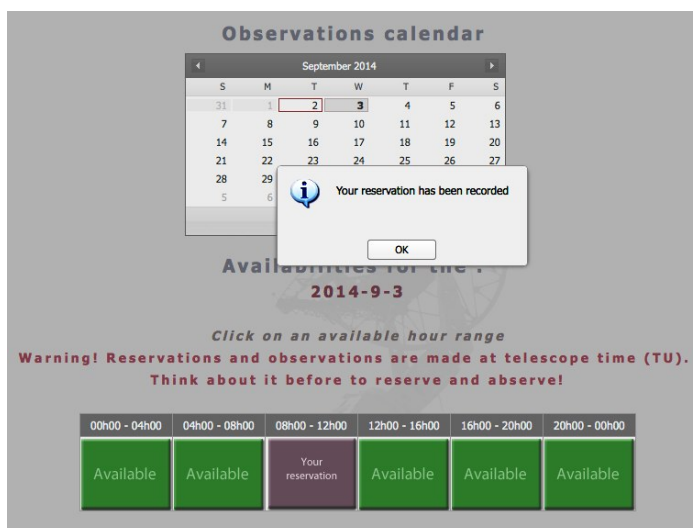 Observations calendar
September 2014
S M T W T F S
31 1 2 3 4 5 6
7 8 9 10 11 12 13
14 15 16 17 18 19 20
21 22 23 24 25 26 27
28 29
5 6
Your reservation has been recorded
OK
Availabilities for the :
2014-9-3
Click on an available hour range
Warning! Reservations and observations are made at telescope time (TU).
Think about it before to reserve and abserve!
00h00 - 04h00 04h00 - 08h00 08h00 - 12h00 12h00 - 16h00 16h00 - 20h00 20h00 - 00h00
Available Available Your reservation Available Available Available